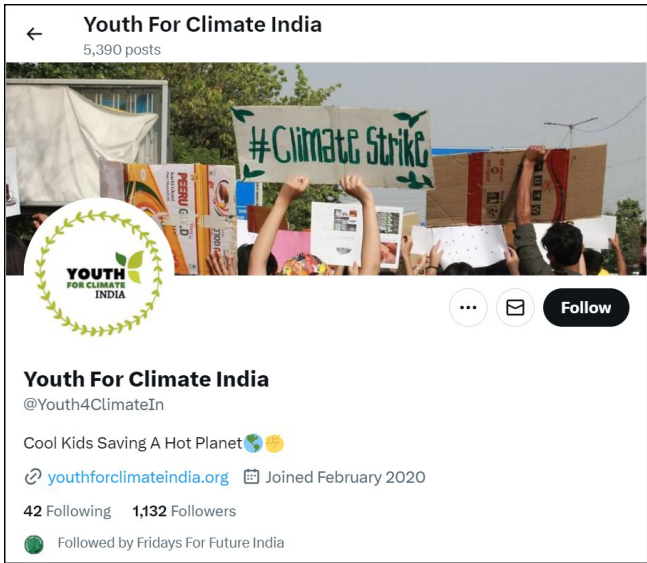 Youth For Climate India
5,390 posts
#Climate Strike
PEERU
YOUTH
FOR CLIMATE
INDIA
Follow
Youth For Climate India
@Youth4ClimateIn
Cool Kids Saving A Hot Planet🌎✊
youthforclimateindia.org Joined February 2020
42 Following 1,132 Followers
Followed by Fridays For Future India